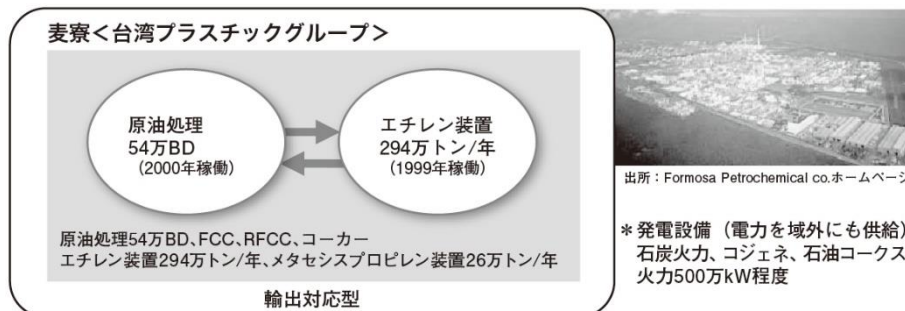 麦寮＜台湾プラスチックグループ＞
原油処理
54万BD
(2000年稼働)
エチレン装置
294万トン/年
(1999年稼働)
原油処理54万BD、FCC、RFCC、コーカー
エチレン装置294万トン/年、メタセシスプロピレン装置26万トン/年
輸出対応型
出所：Formosa Petrochemical co.ホームページ
＊発電設備（電力を域外にも供給）
石炭火力、コジェネ、石油コークス
火力500万kW程度